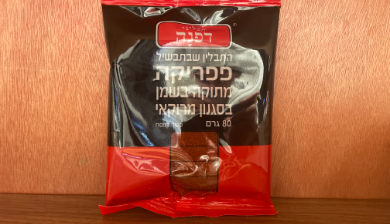 דפנה
התבלין שבתבשיל
פפריקה
מתוקה בשמן
בסגנון מרוקאי
80 גרם